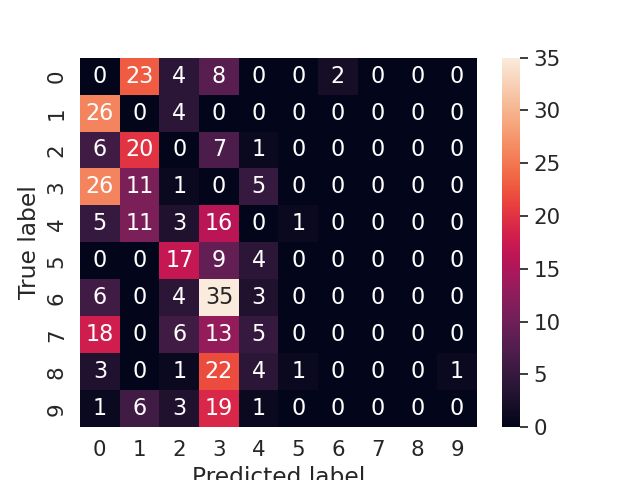 0 0 23 4 8 0 0 2 0 0 0
1 26 0 4 0 0 0 0 0 0 0
2 6 20 0 7 1 0 0 0 0 0
3 26 11 1 0 5 0 0 0 0 0
4 5 11 3 16 0 1 0 0 0 0
5 0 0 17 9 4 0 0 0 0 0
6 6 0 4 35 3 0 0 0 0 0
7 18 0 6 13 5 0 0 0 0 0
8 3 0 1 22 4 1 0 0 0 1
9 1 6 3 19 1 0 0 0 0 0
0 1 2 3 4 5 6 7 8 9
Predicted label
True label
35
30
25
20
15
10
5
0